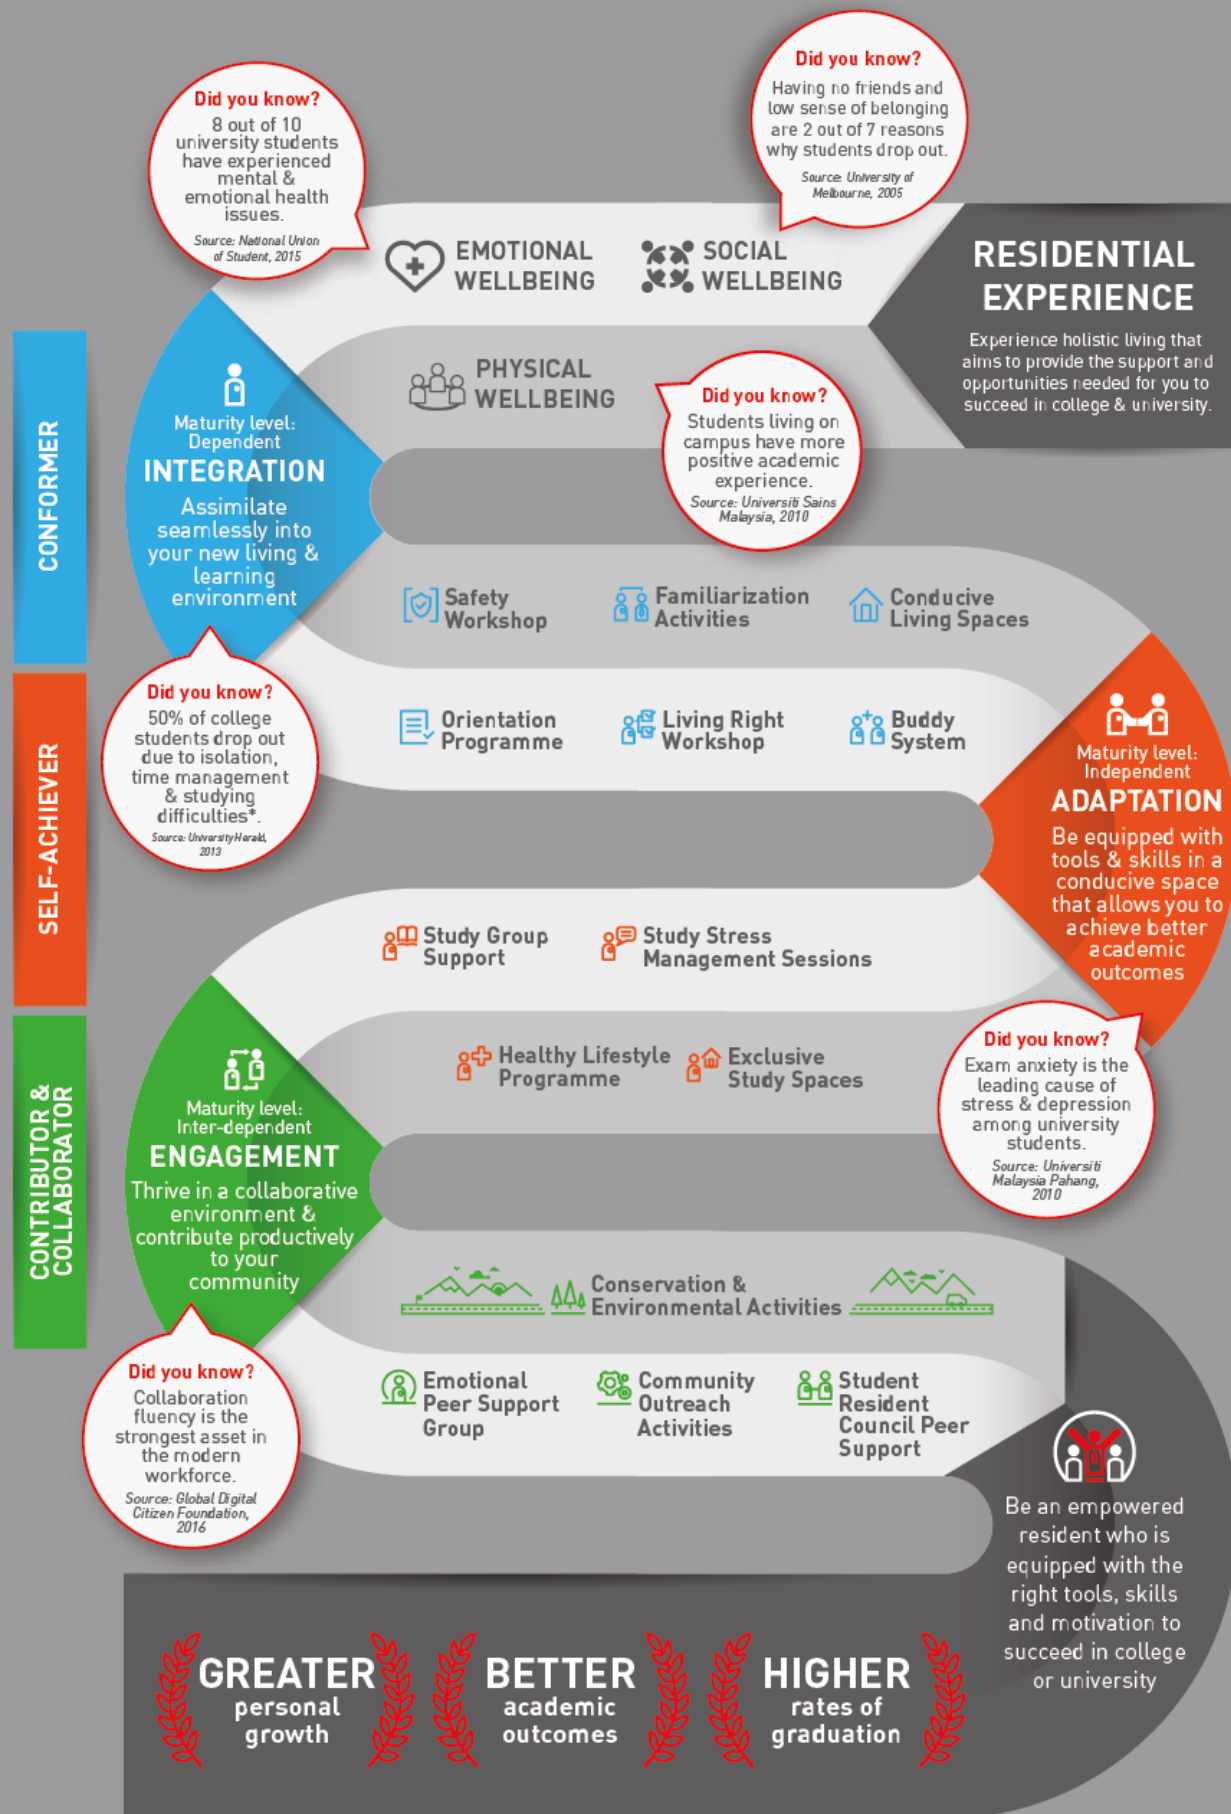 Did you know?
8 out of 10
university students
have experienced
mental &
emotional health
issues.
Source: National Union
of Student, 2015
Did you know?
Having no friends and
low sense of belonging
are 2 out of 7 reasons
why students drop out.
Source: University of
Melbourne, 2005
EMOTIONAL
WELLBEING
SOCIAL
WELLBEING
RESIDENTIAL
EXPERIENCE
Experience holistic living that
aims to provide the support and
opportunities needed for you to
succeed in college & university.
PHYSICAL
WELLBEING
Did you know?
Students living on
campus have more
positive academic
experience.
Source: Universiti Sains
Malaysia, 2010
CONFORMER
Maturity level:
Dependent
INTEGRATION
Assimilate
seamlessly into
your new living &
learning
environment
Safety
Workshop
Familiarization
Activities
Conducive
Living Spaces
Did you know?
50% of college
students drop out
due to isolation,
time management
& studying
difficulties*.
Source: University Herald,
2013
Orientation
Programme
Living Right
Workshop
Buddy
System
SELF-ACHIEVER
Maturity level:
Independent
ADAPTATION
Be equipped with
tools & skills in a
conducive space
that allows you to
achieve better
academic
outcomes
Study Group
Support
Study Stress
Management Sessions
Healthy Lifestyle
Programme
Exclusive
Study Spaces
Did you know?
Exam anxiety is the
leading cause of
stress & depression
among university
students.
Source: Universiti
Malaysia Pahang,
2010
CONTRIBUTOR &
COLLABORATOR
Maturity level:
Inter-dependent
ENGAGEMENT
Thrive in a collaborative
environment &
contribute productively
to your
community
Conservation &
Environmental Activities
Did you know?
Collaboration
fluency is the
strongest asset in
the modern
workforce.
Source: Global Digital
Citizen Foundation,
2016
Emotional
Peer Support
Group
Community
Outreach
Activities
Student
Resident
Council Peer
Support
Be an empowered
resident who is
equipped with the
right tools, skills
and motivation to
succeed in college
or university
GREATER
personal
growth
BETTER
academic
outcomes
HIGHER
rates of
graduation